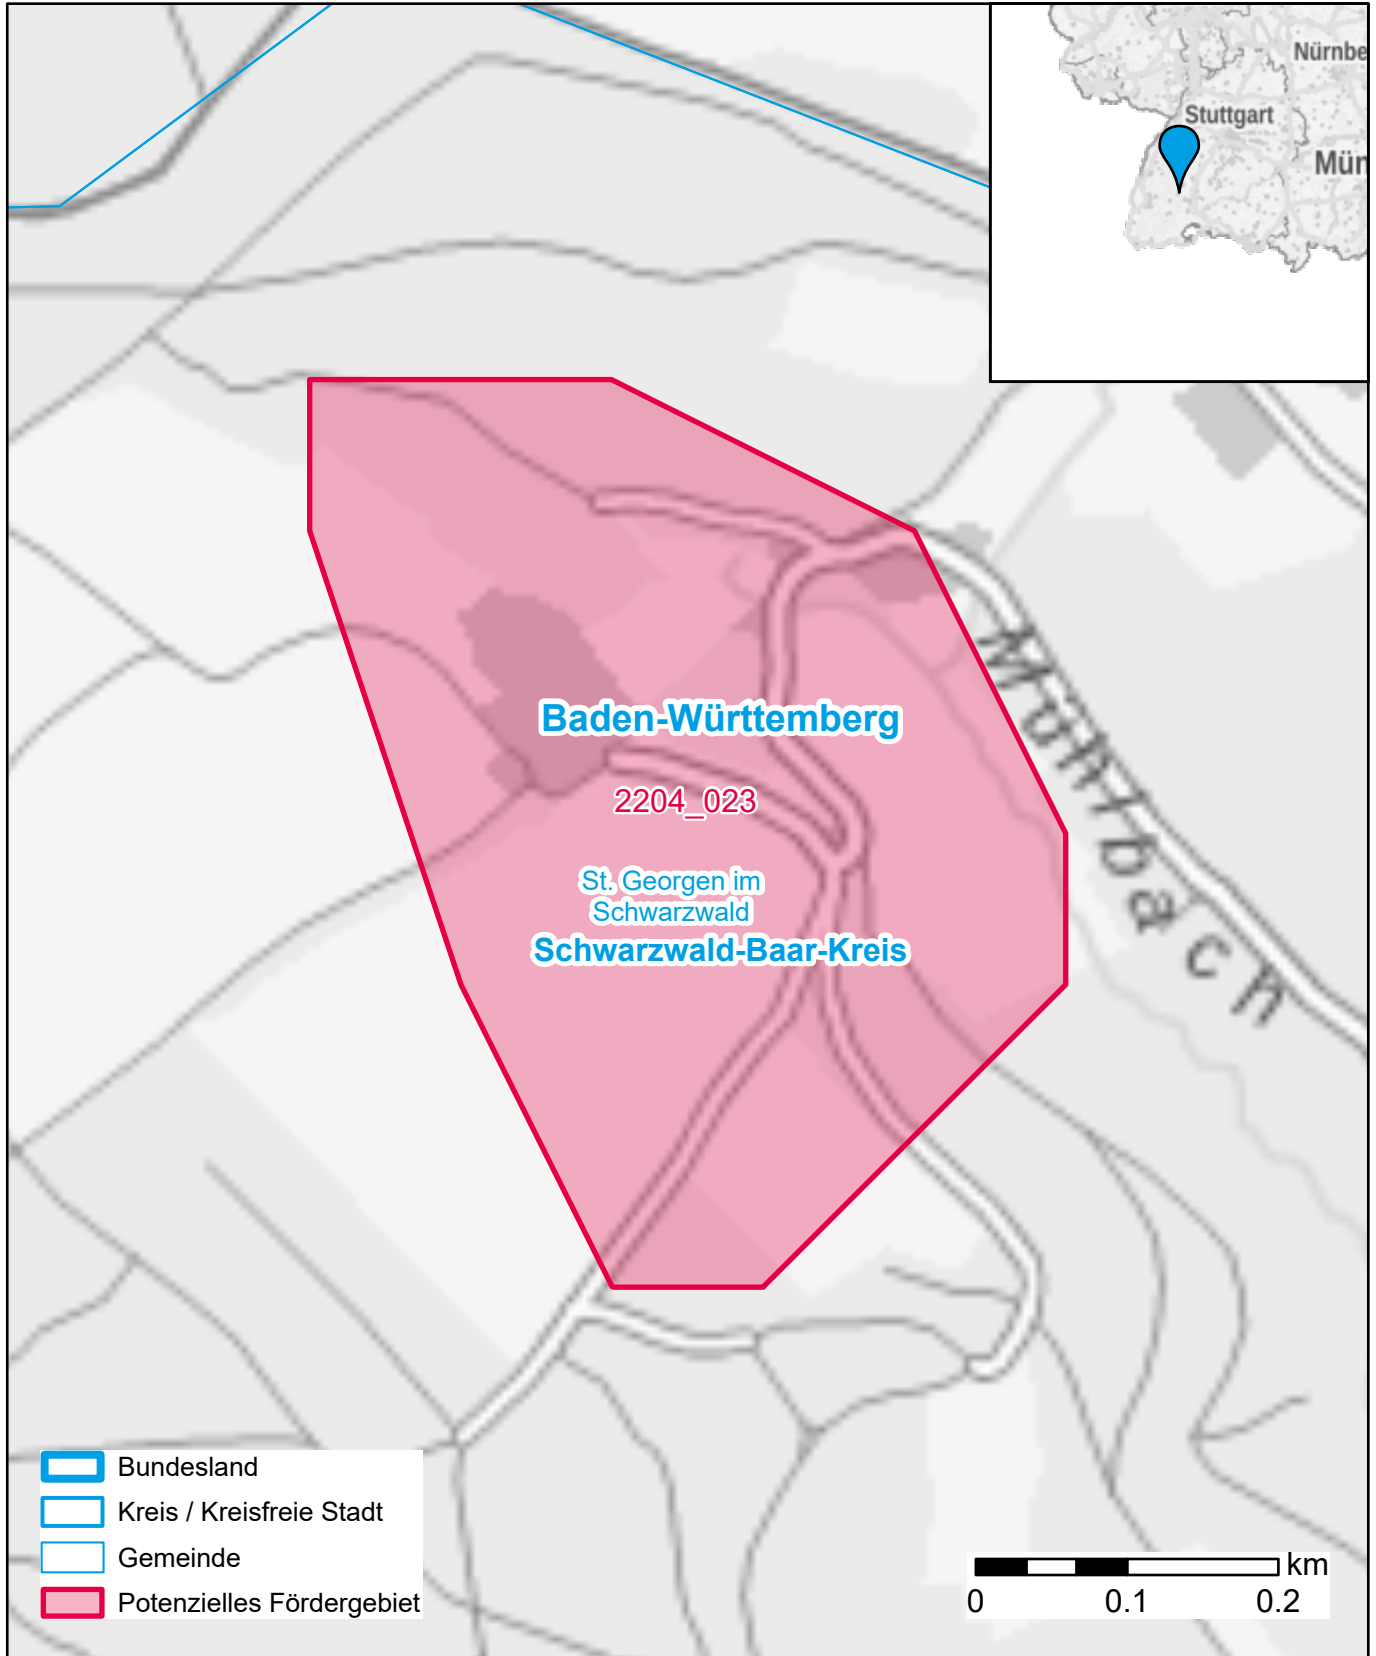 Nürnbe
Stuttgart
Mün
Baden-Württemberg
2204_023
St. Georgen im
Schwarzwald
Schwarzwald-Baar-Kreis
Mühlbach
Bundesland
Kreis / Kreisfreie Stadt
Gemeinde
Potenzielles Fördergebiet
km
0 0.1 0.2